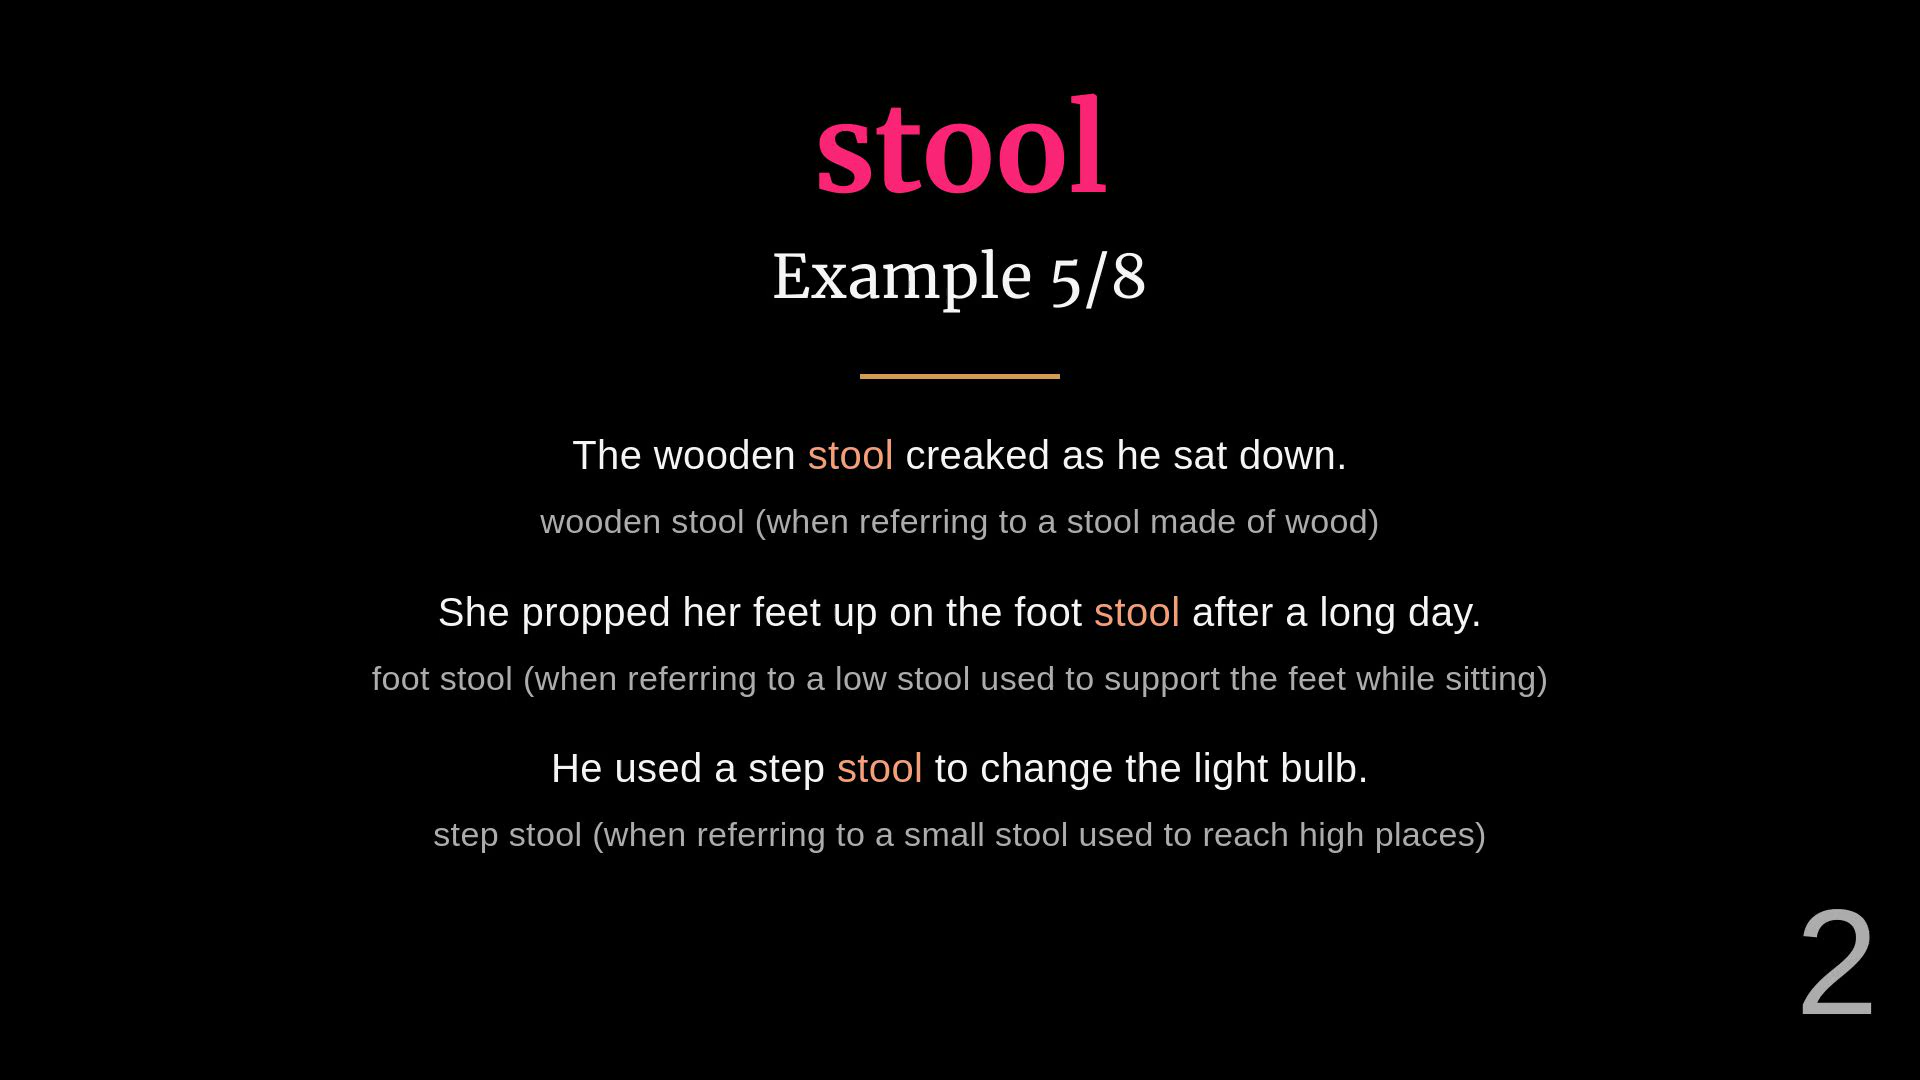 stool
Example 5/8
The wooden stool creaked as he sat down.
wooden stool (when referring to a stool made of wood)
She propped her feet up on the foot stool after a long day.
foot stool (when referring to a low stool used to support the feet while sitting)
He used a step stool to change the light bulb.
step stool (when referring to a small stool used to reach high places)
2